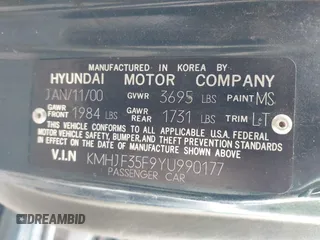 MANUFACTURED IN KOREA BY
HYUNDAI MOTOR COMPANY
JAN/11/00 GVWR 3695 LBS PAINT MS
GAWR FRONT 1984 LBS GAWR REAR 1731 LBS TRIM LT
THIS VEHICLE CONFORMS TO ALL APPLICABLE FEDERAL
MOTOR VEHICLE SAFETY, BUMPER, AND THEFT PREVENTION STANDARDS
IN EFFECT ON THE DATE OF MANUFACTURE SHOWN ABOVE.
V.I.N KMHJF35F9YU990177
PASSENGER CAR
DREAMBID